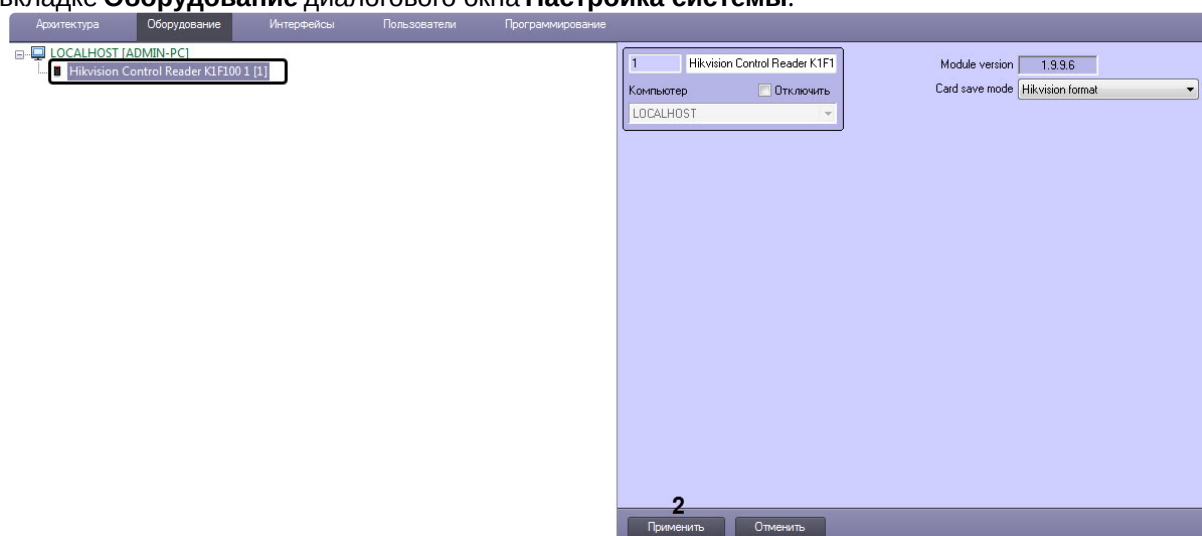 вкладке Оборудование диалогового окна Настройка системы.
Архитектура Оборудование Интерфейсы Пользователи Программирование
LOCALHOST [ADMIN-PC]
Hikvision Control Reader K1F100 1 [1]
1 Hikvision Control Reader K1F1
Компьютер Отключить
LOCALHOST
Module version 1.9.9.6
Card save mode Hikvision format
2
Применить Отменить